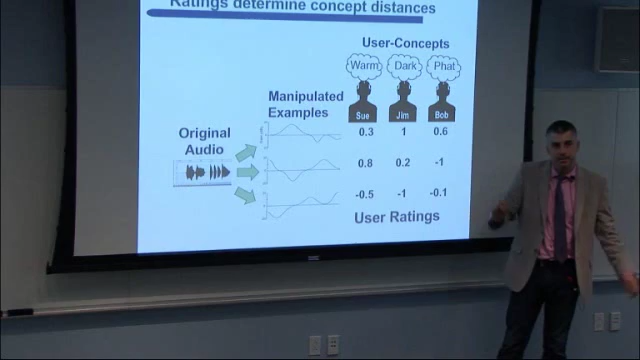 Ratings determine concept distances
User-Concepts
Warm Dark Phat
Manipulated
Examples
Sue Jim Bob
Original
Audio
0.3 1 0.6
0.8 0.2 -1
-0.5 -1 -0.1
User Ratings